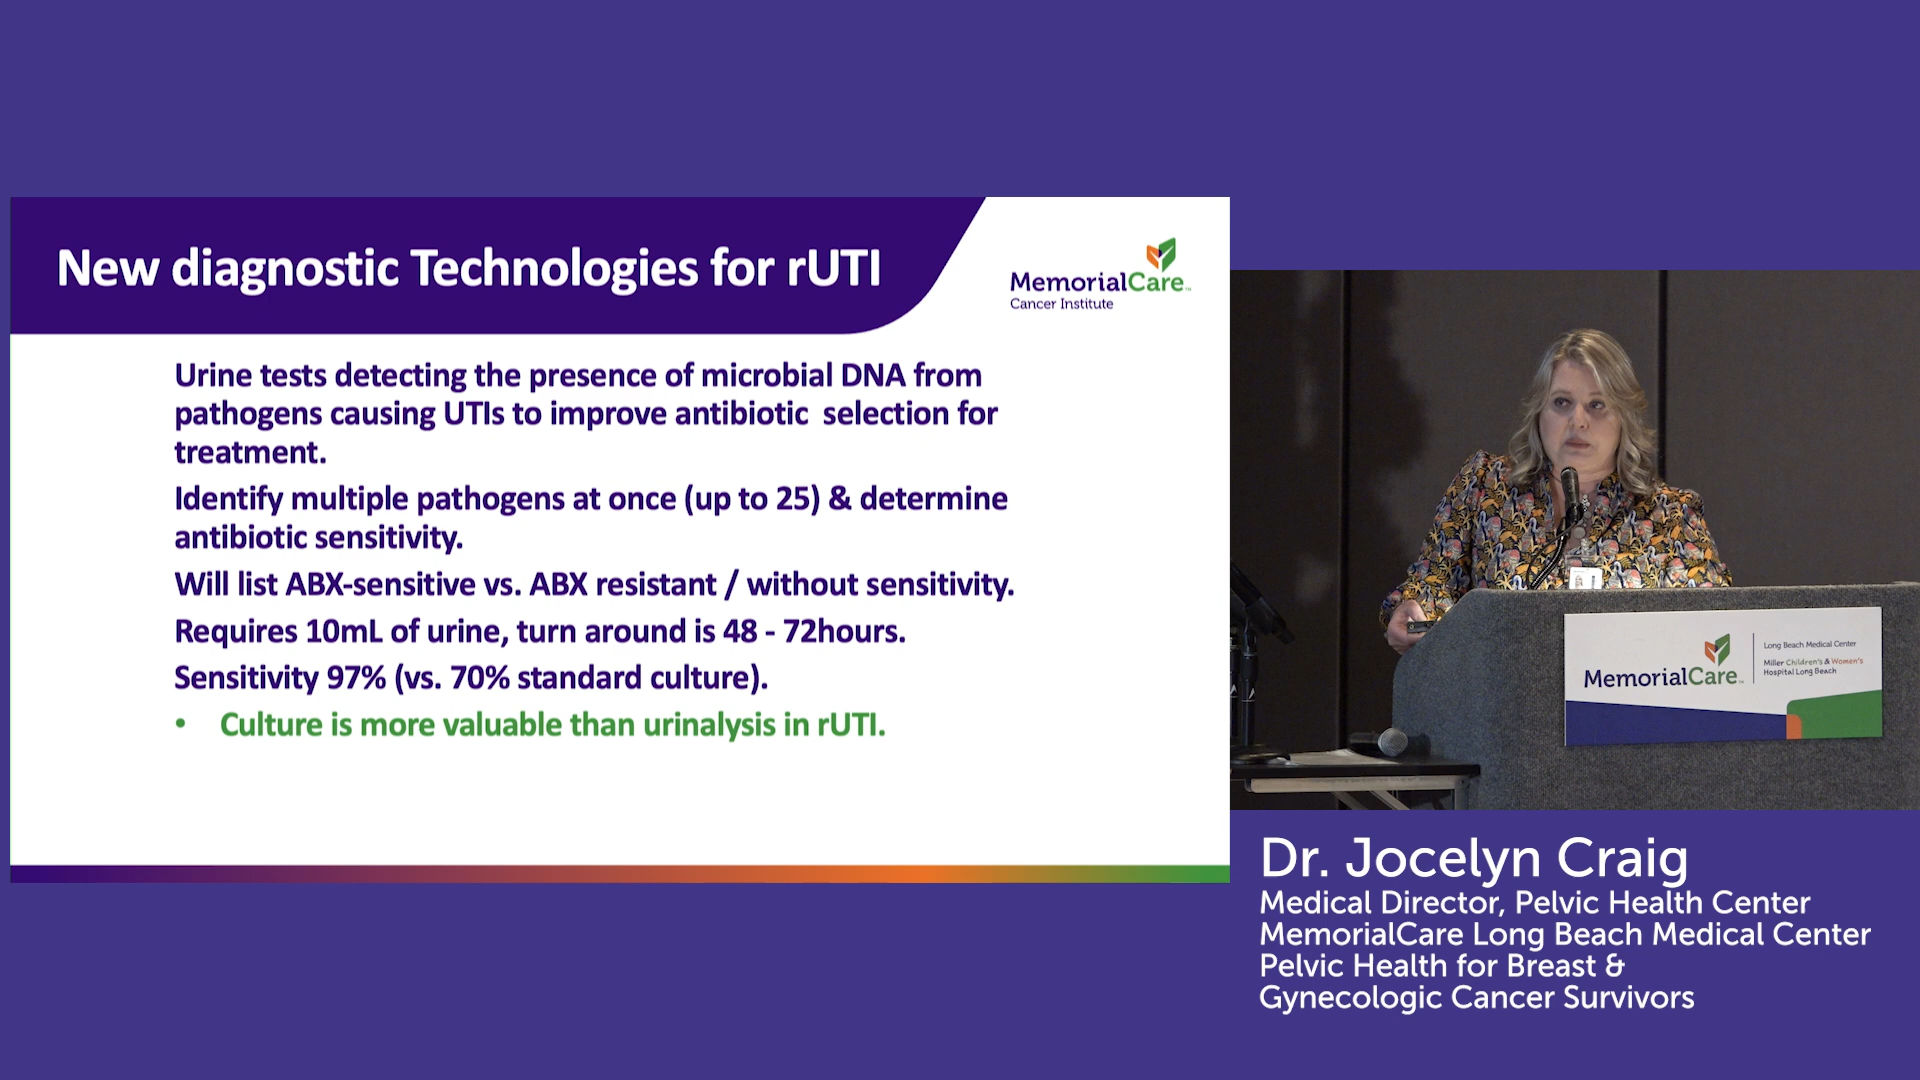 New diagnostic Technologies for rUTI
MemorialCare™
Cancer Institute
Urine tests detecting the presence of microbial DNA from
pathogens causing UTIs to improve antibiotic selection for
treatment.
Identify multiple pathogens at once (up to 25) & determine
antibiotic sensitivity.
Will list ABX-sensitive vs. ABX resistant / without sensitivity.
Requires 10mL of urine, turn around is 48 - 72hours.
Sensitivity 97% (vs. 70% standard culture).
• Culture is more valuable than urinalysis in rUTI.
MemorialCare™
Long Beach Medical Center
Miller Children's & Women's
Hospital Long Beach
Dr. Jocelyn Craig
Medical Director, Pelvic Health Center
MemorialCare Long Beach Medical Center
Pelvic Health for Breast &
Gynecologic Cancer Survivors